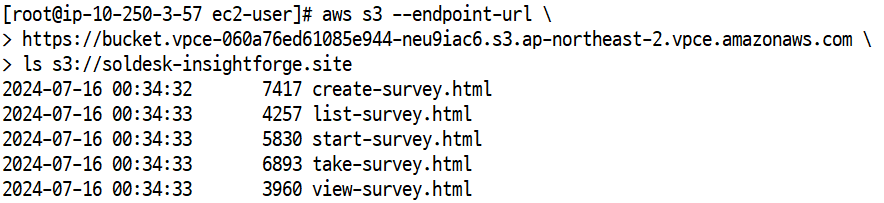 [root@ip-10-250-3-57 ec2-user]# aws s3 --endpoint-url \
> https://bucket.vpce-060a76ed61085e944-neu9iac6.s3.ap-northeast-2.vpce.amazonaws.com \
> ls s3://soldesk-insightforge.site
2024-07-16 00:34:32       7417 create-survey.html
2024-07-16 00:34:33       4257 list-survey.html
2024-07-16 00:34:33       5830 start-survey.html
2024-07-16 00:34:33       6893 take-survey.html
2024-07-16 00:34:33       3960 view-survey.html